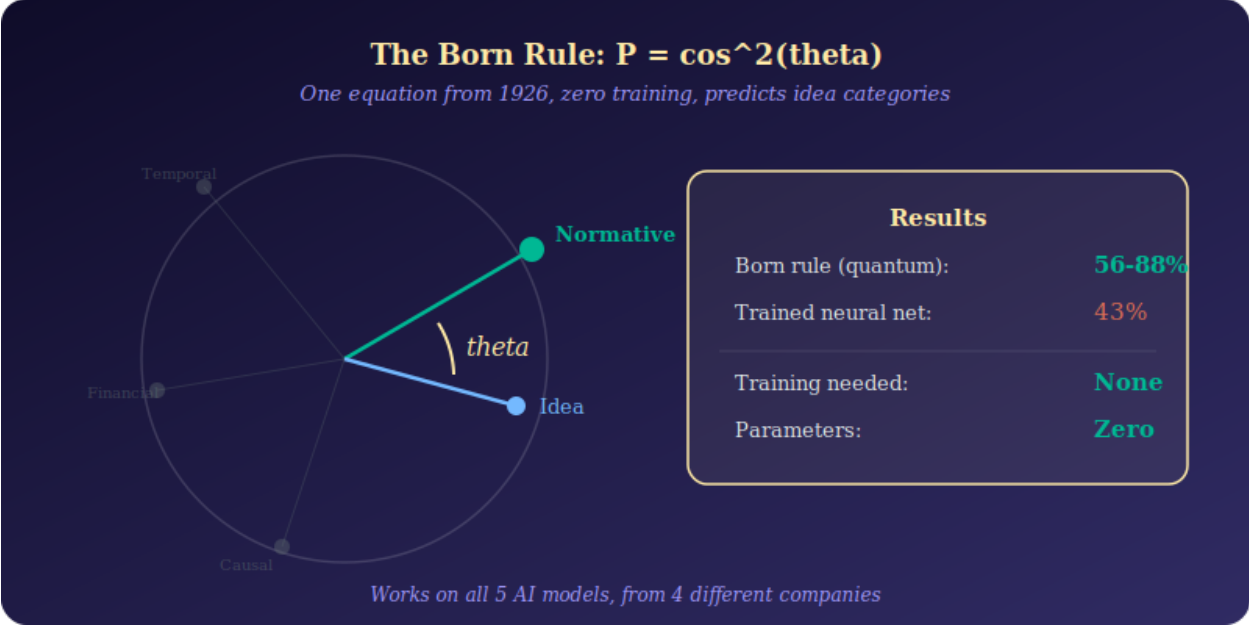 The Born Rule: P = cos^2(theta)
One equation from 1926, zero training, predicts idea categories
Temporal
Normative
theta
Financial
Idea
Causal
Results
Born rule (quantum): 56-88%
Trained neural net: 43%
Training needed: None
Parameters: Zero
Works on all 5 AI models, from 4 different companies